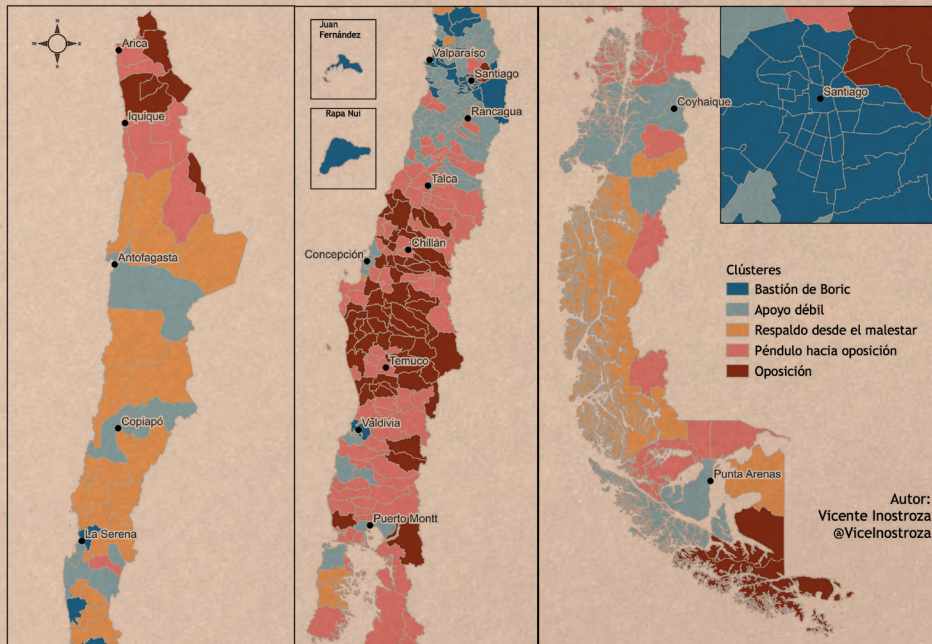 N
W
E
S
Arica
Iquique
Antofagasta
Copiapó
La Serena
Juan
Fernández
Rapa Nui
Valparaíso
Santiago
Rancagua
Talca
Chillán
Concepción
Temuco
Valdivia
Puerto Montt
Coyhaique
Punta Arenas
Santiago
Clústeres
Bastión de Boric
Apoyo débil
Respaldo desde el malestar
Péndulo hacia oposición
Oposición
Autor:
Vicente Inostroza
@ViceInostroza